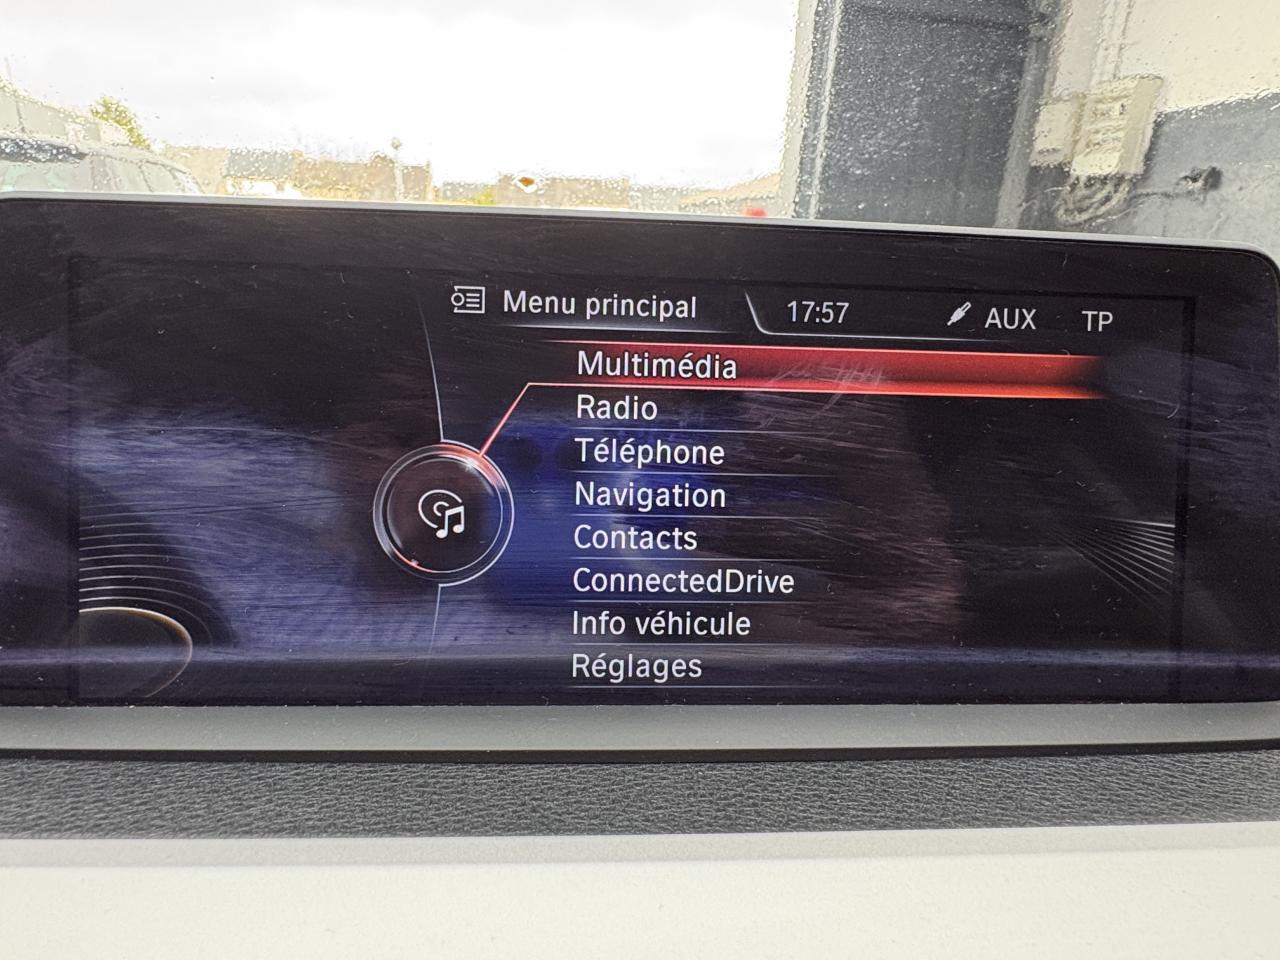 Menu principal 17:57 AUX TP
Multimédia
Radio
Téléphone
Navigation
Contacts
ConnectedDrive
Info véhicule
Réglages